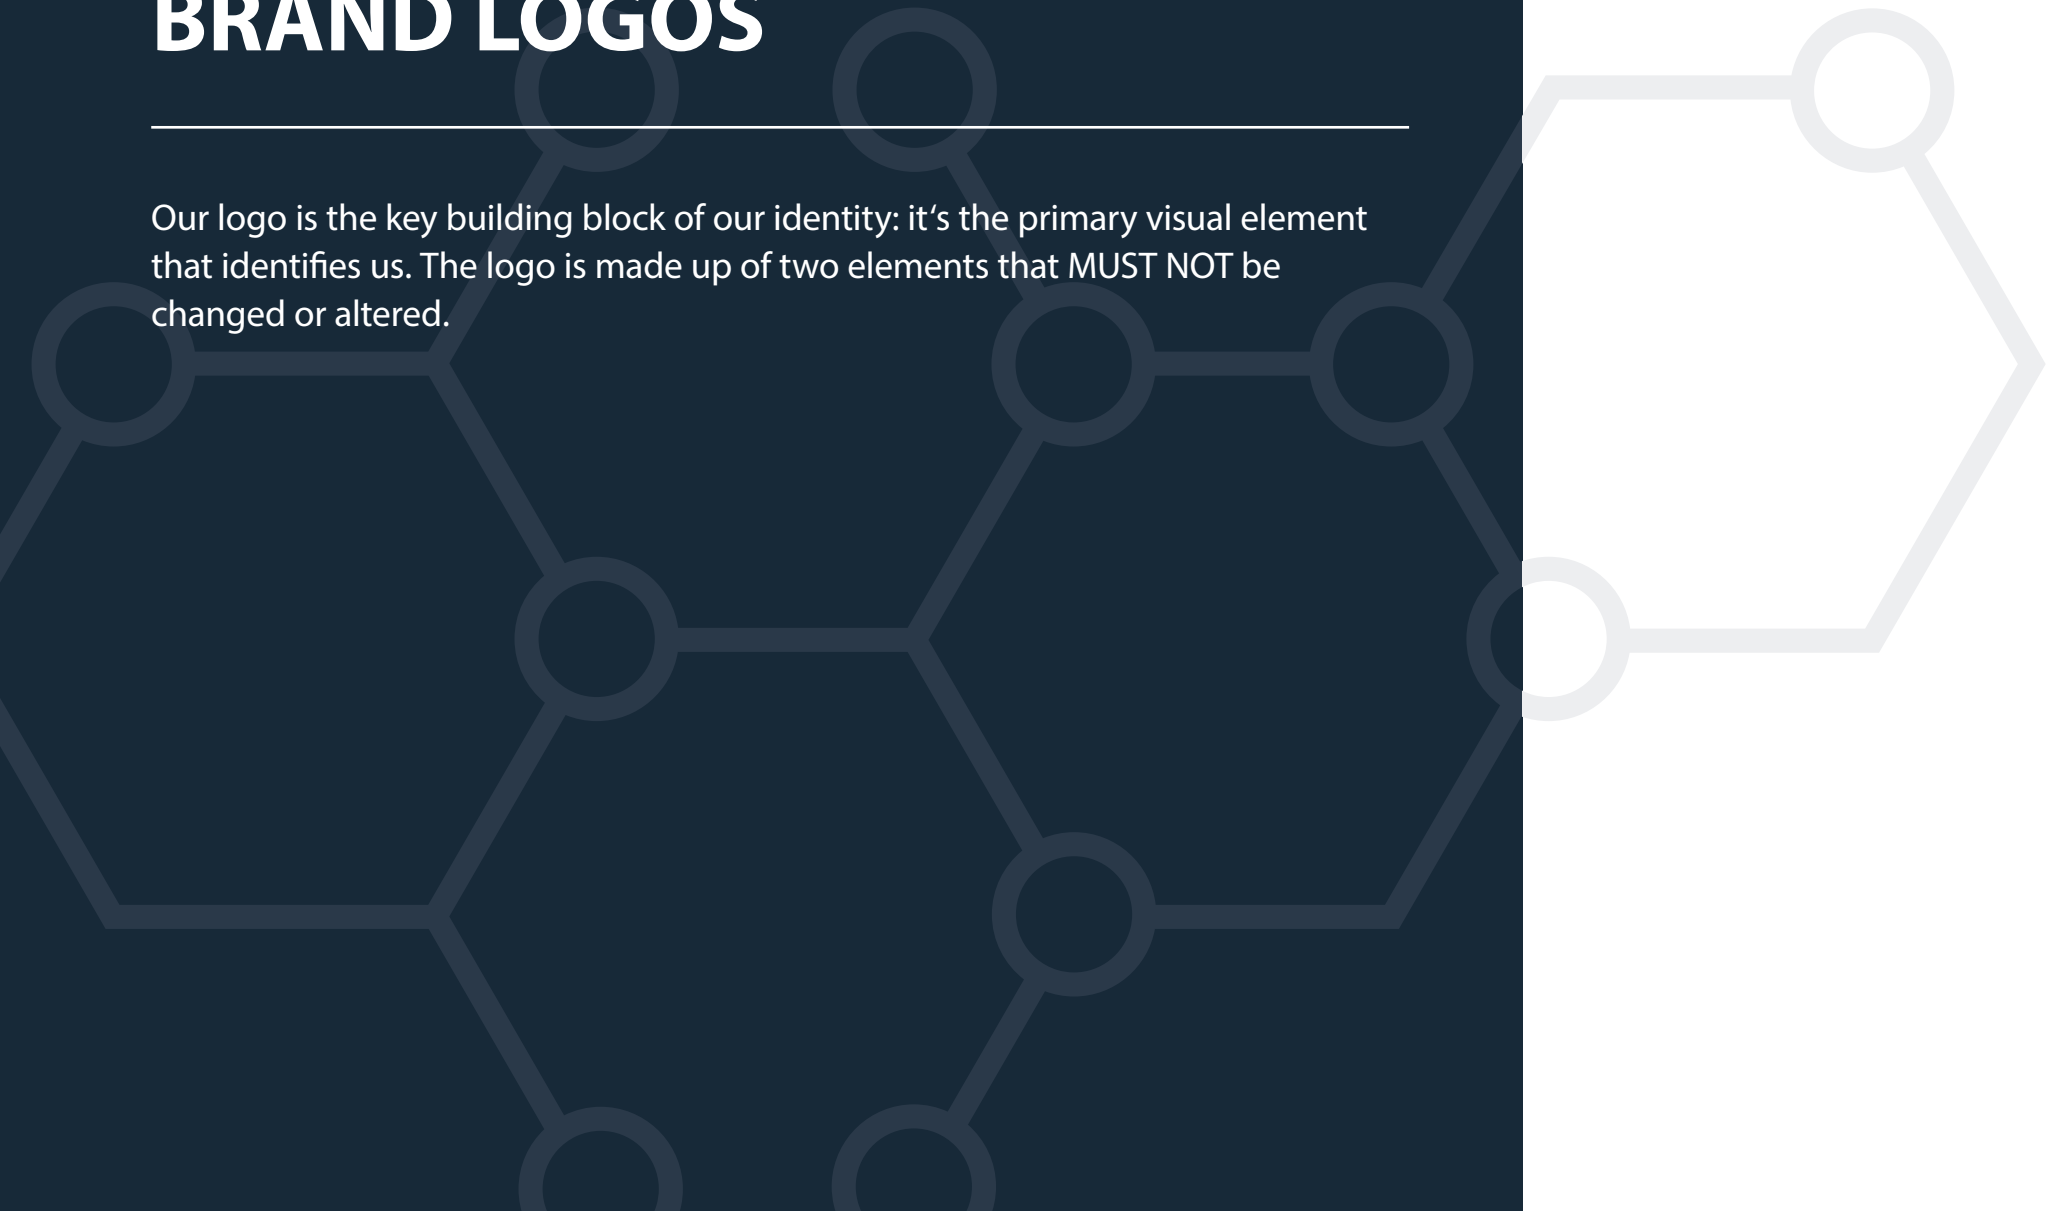 BRAND LOGOS
Our logo is the key building block of our identity: it‘s the primary visual element
that identifies us. The logo is made up of two elements that MUST NOT be
changed or altered.